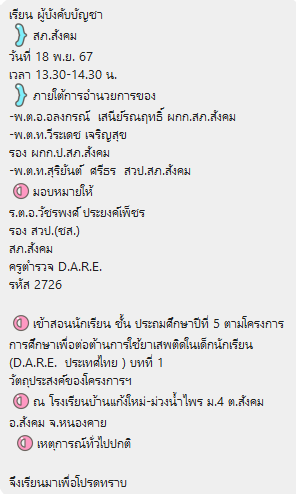 เรียน ผู้บังคับบัญชา
สภ.สังคม
วันที่ 18 พ.ย. 67
เวลา 13.30-14.30 น.
ภายใต้การอำนวยการของ
-พ.ต.อ.อลงกรณ์ เสนีย์รณฤทธิ์ ผกก.สภ.สังคม
-พ.ต.ท.วีระเดช เจริญสุข
รอง ผกก.ป.สภ.สังคม
-พ.ต.ท.สุริยันต์ ศรีธร สวป.สภ.สังคม
มอบหมายให้
ร.ต.อ.วัชรพงศ์ ประยงค์เพ็ชร
รอง สวป.(ชส.)
สภ.สังคม
ครูตำรวจ D.A.R.E.
รหัส 2726
เข้าสอนนักเรียน ชั้น ประถมศึกษาปีที่ 5 ตามโครงการ
การศึกษาเพื่อต่อต้านการใช้ยาเสพติดในเด็กนักเรียน
(D.A.R.E. ประเทศไทย ) บทที่ 1
วัตถุประสงค์ของโครงการฯ
ณ โรงเรียนบ้านแก้งใหม่-ม่วงน้ำไพร ม.4 ต.สังคม
อ.สังคม จ.หนองคาย
เหตุการณ์ทั่วไปปกติ
จึงเรียนมาเพื่อโปรดทราบ